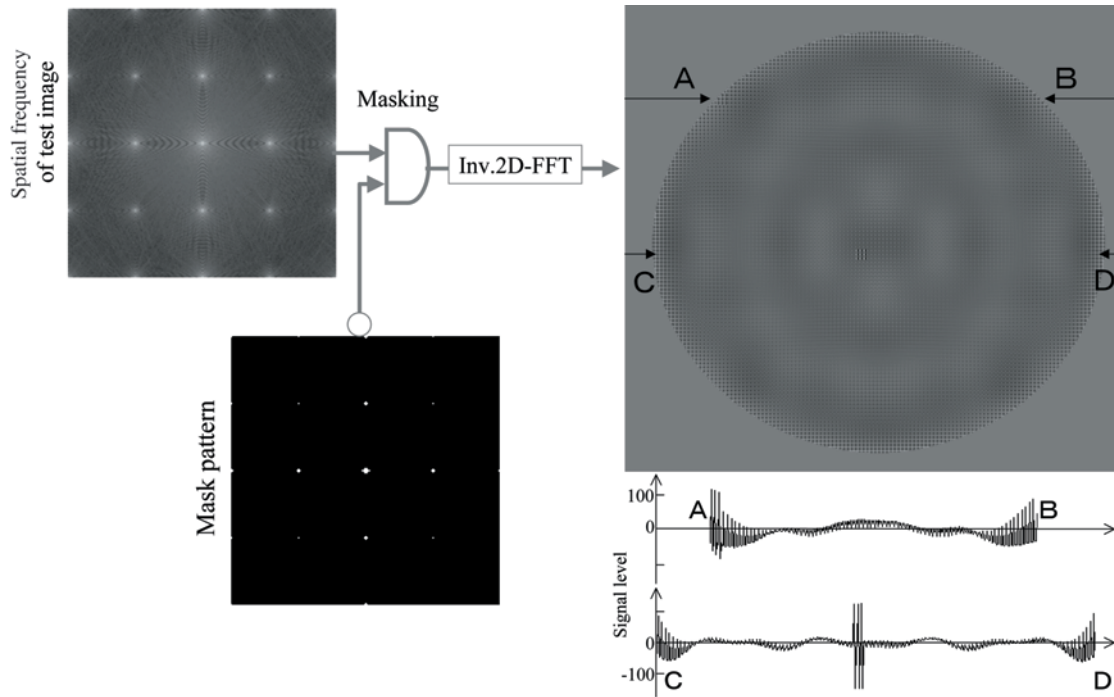 Spatial frequency
of test image
Masking
Inv.2D-FFT
Mask pattern
A
B
C
D
Signal level
100
0
A
B
0
-100
C
D